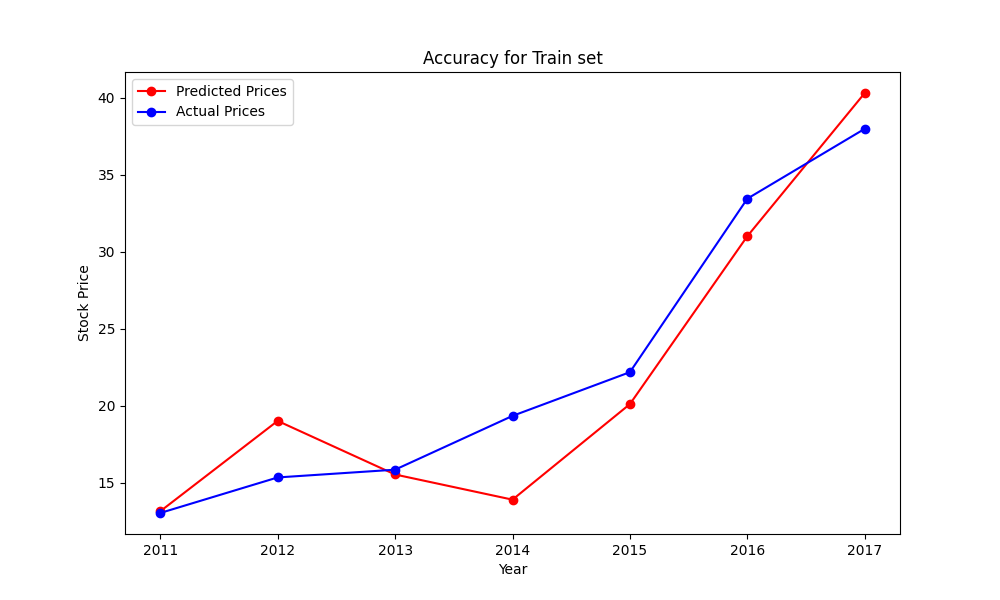 Accuracy for Train set
Predicted Prices
Actual Prices
40
35
30
25
20
15
Stock Price
2011 2012 2013 2014 2015 2016 2017
Year